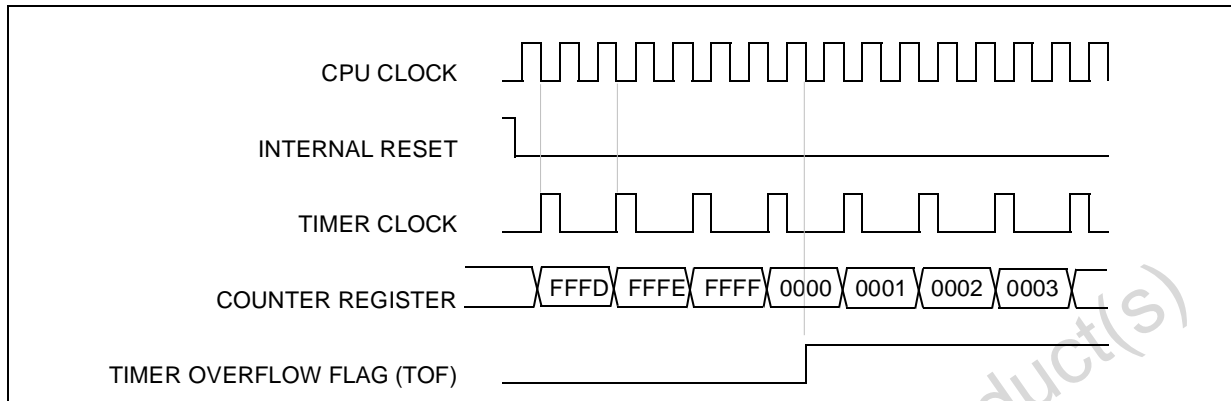 CPU CLOCK
INTERNAL RESET
TIMER CLOCK
COUNTER REGISTER
FFFD FFFE FFFF 0000 0001 0002 0003
TIMER OVERFLOW FLAG (TOF)
duct(s)